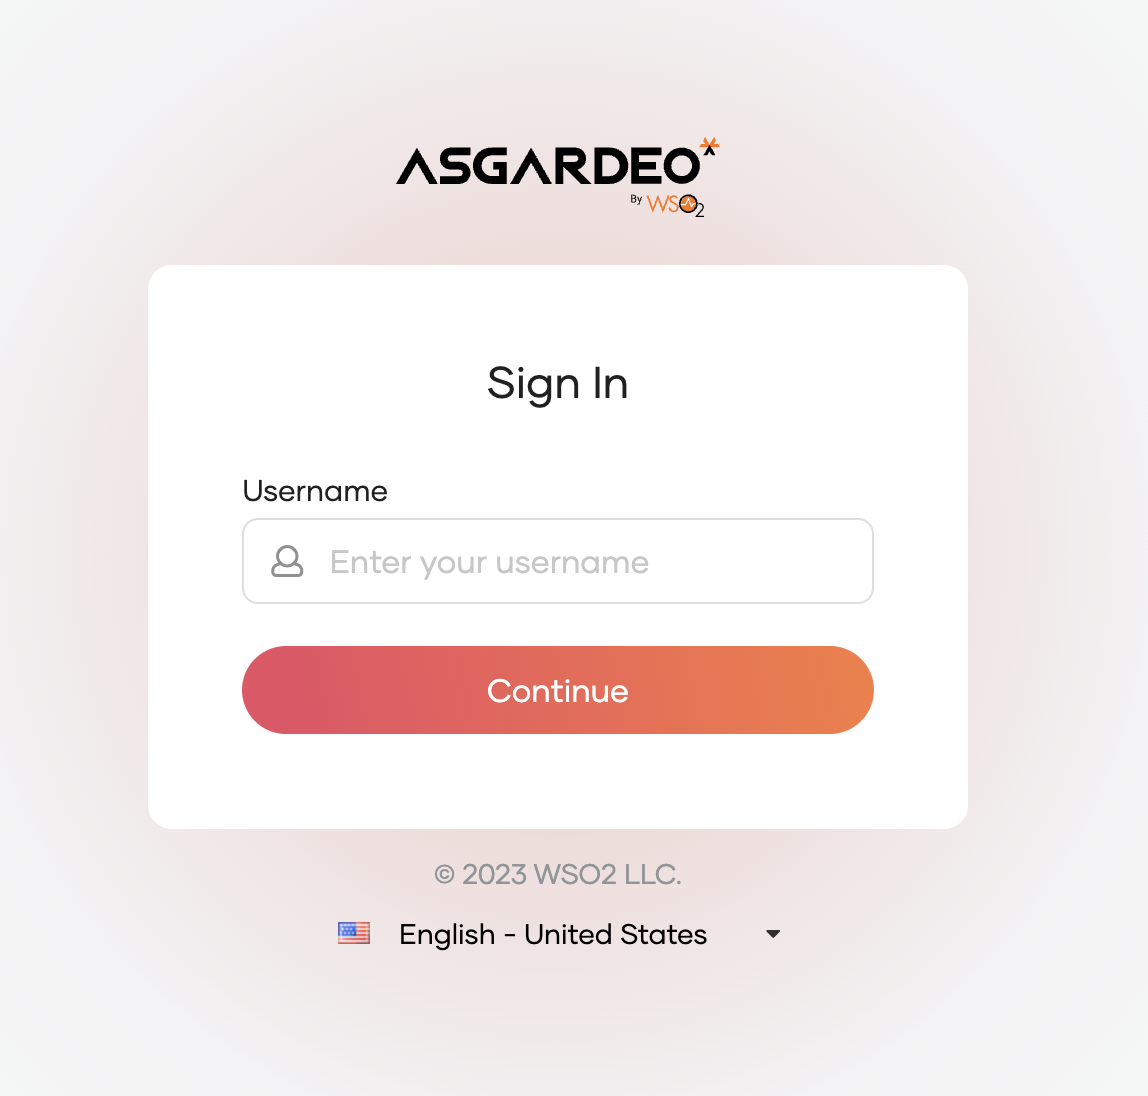 ASGARDEO
By WSO2
Sign In
Username
Enter your username
Continue
© 2023 WSO2 LLC.
English - United States